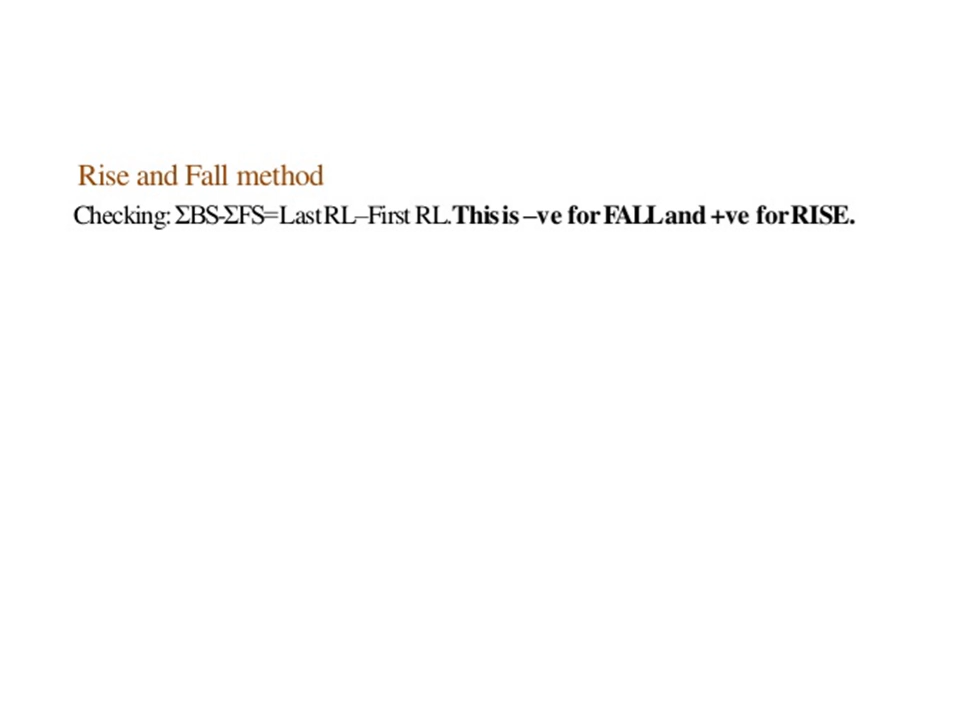 Rise and Fall method
Checking: ΣBS-ΣFS=Last RL–First RL.This is –ve for FALL and +ve for RISE.